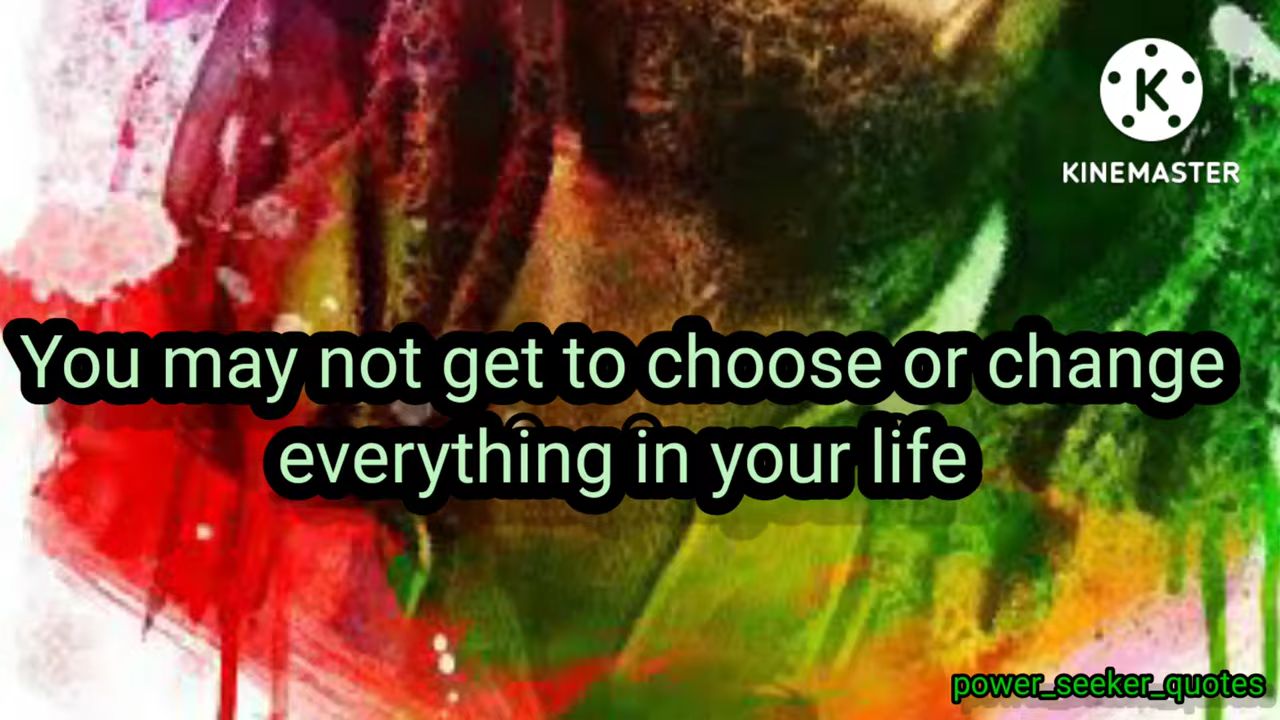 K
KINEMASTER
You may not get to choose or change
everything in your life
power_seeker_quotes